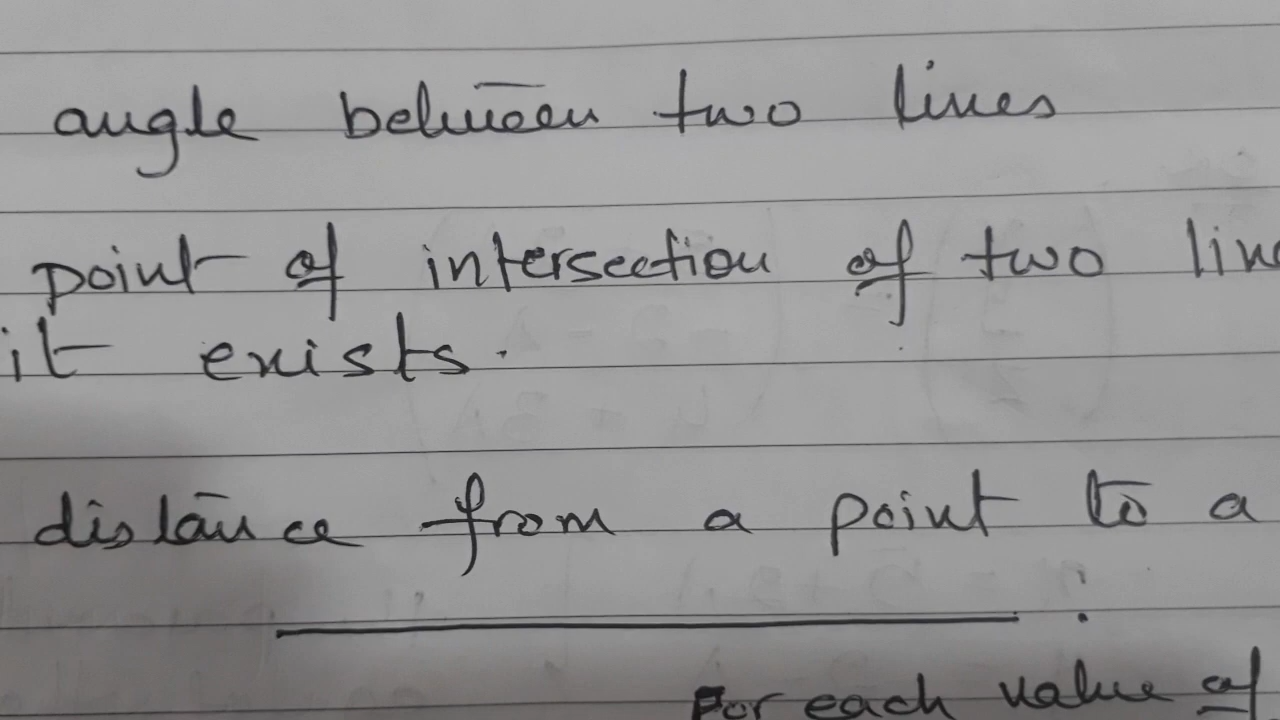 angle between two lines
point of intersection of two lin
it exists.
distance from a point to a
For each value of